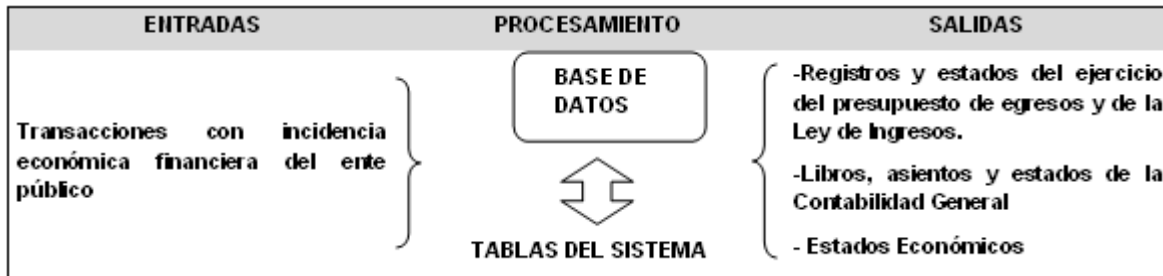 ENTRADAS
PROCESAMIENTO
SALIDAS
Transacciones con incidencia
económica financiera del ente
público
BASE DE
DATOS
TABLAS DEL SISTEMA
-Registros y estados del ejercicio
del presupuesto de egresos y de la
Ley de Ingresos.
-Libros, asientos y estados de la
Contabilidad General
- Estados Económicos